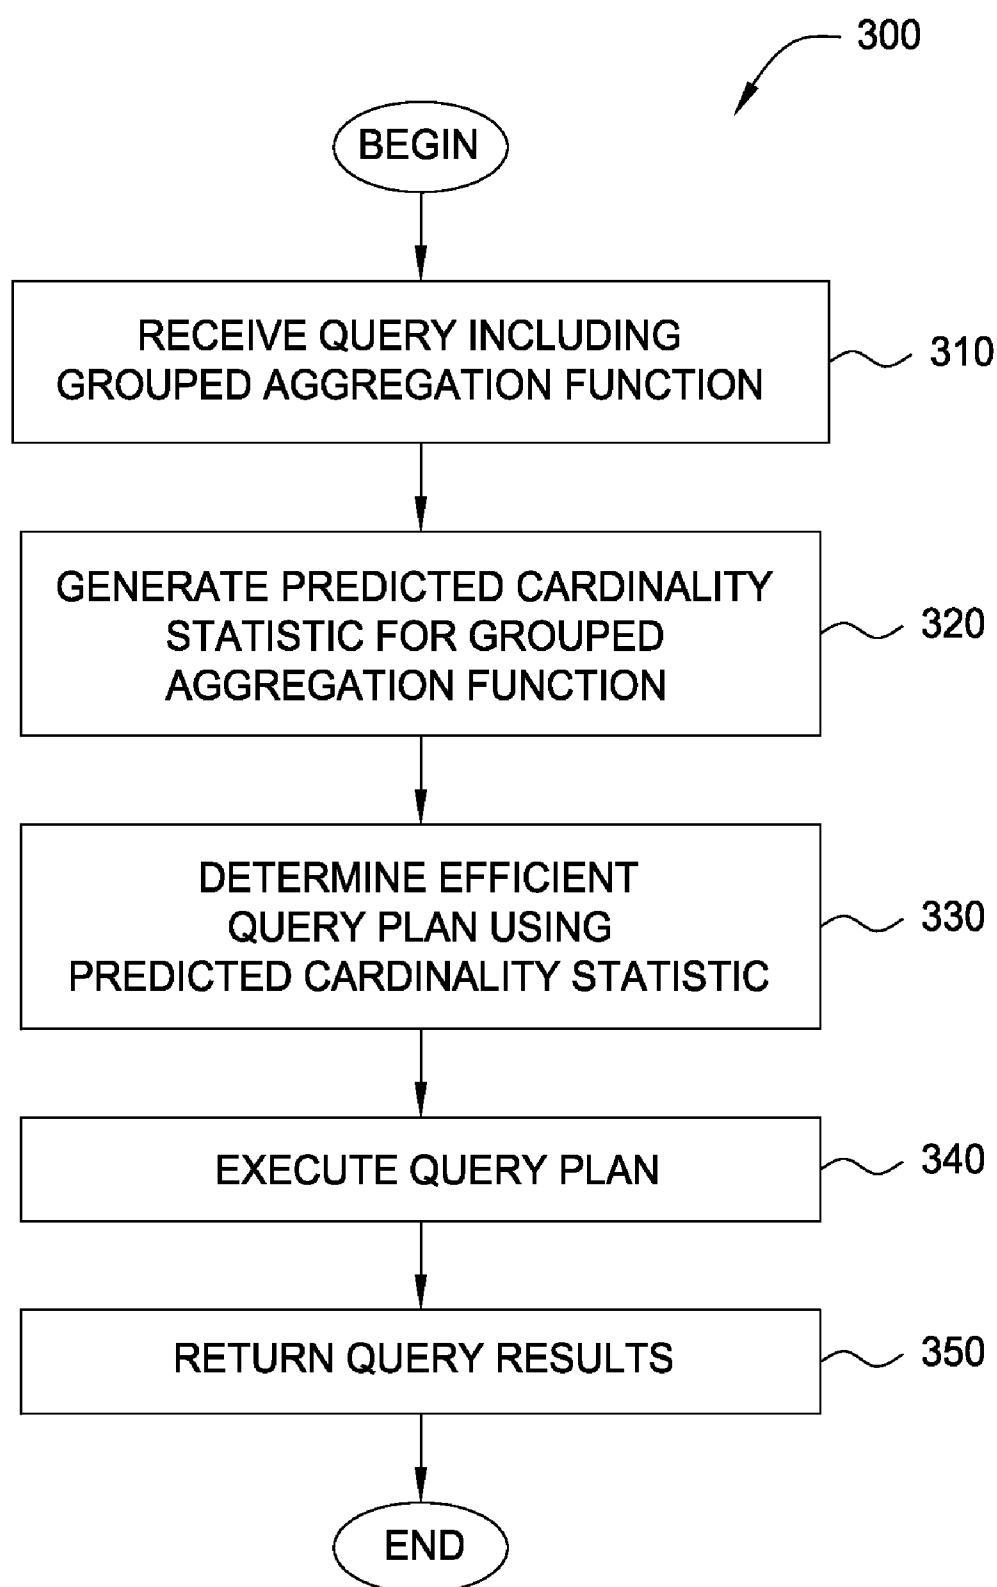 300
BEGIN
RECEIVE QUERY INCLUDING
GROUPED AGGREGATION FUNCTION
310
GENERATE PREDICTED CARDINALITY
STATISTIC FOR GROUPED
AGGREGATION FUNCTION
320
DETERMINE EFFICIENT
QUERY PLAN USING
PREDICTED CARDINALITY STATISTIC
330
EXECUTE QUERY PLAN
340
RETURN QUERY RESULTS
350
END